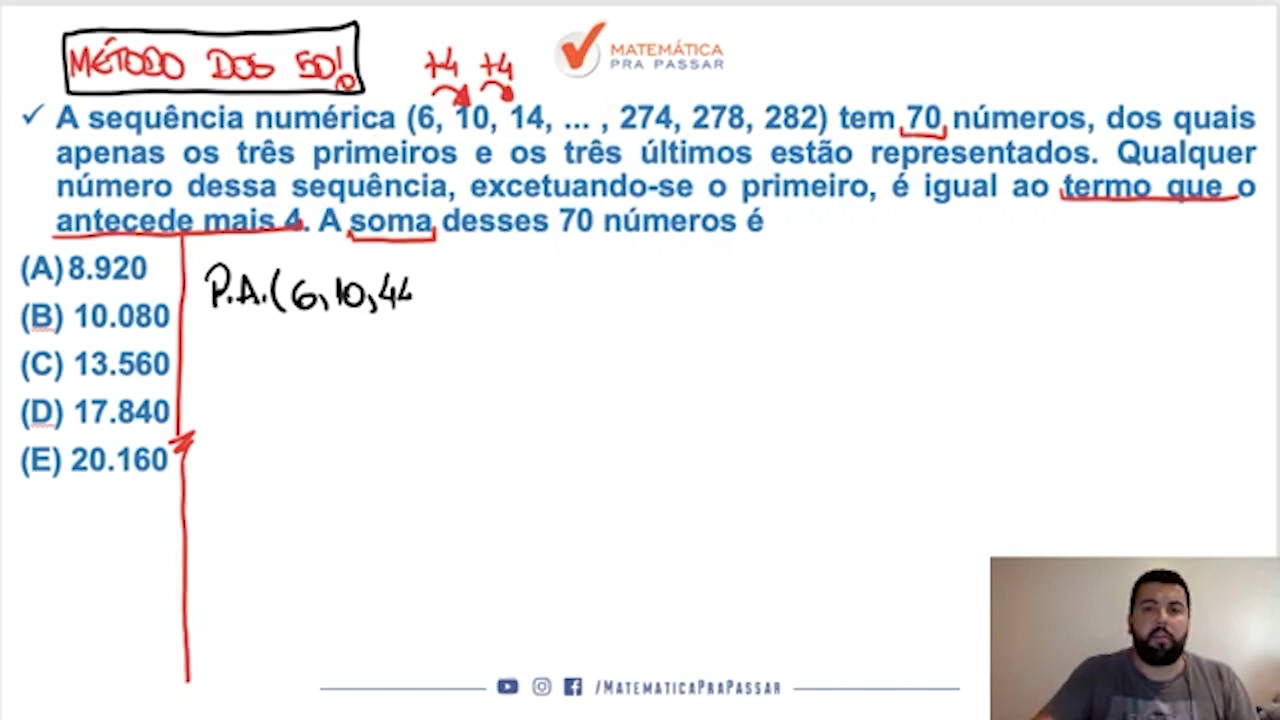 MÉTODO DOS 50!
MATEMÁTICA
PRA PASSAR
+4 +4
✓ A sequência numérica (6, 10, 14, ... , 274, 278, 282) tem 70 números, dos quais
apenas os três primeiros e os três últimos estão representados. Qualquer
número dessa sequência, excetuando-se o primeiro, é igual ao termo que o
antecede mais 4. A soma desses 70 números é
(A) 8.920
P.A.(6,10,14
(B) 10.080
(C) 13.560
(D) 17.840
(E) 20.160
/MATEMATICAPRAPASSAR